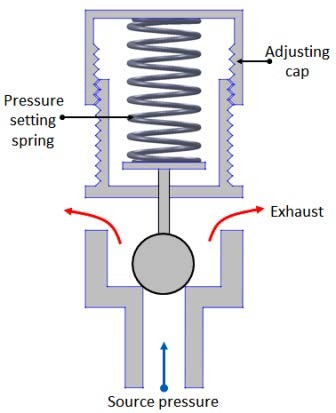 Adjusting
cap
Pressure
setting
spring
Exhaust
Source pressure